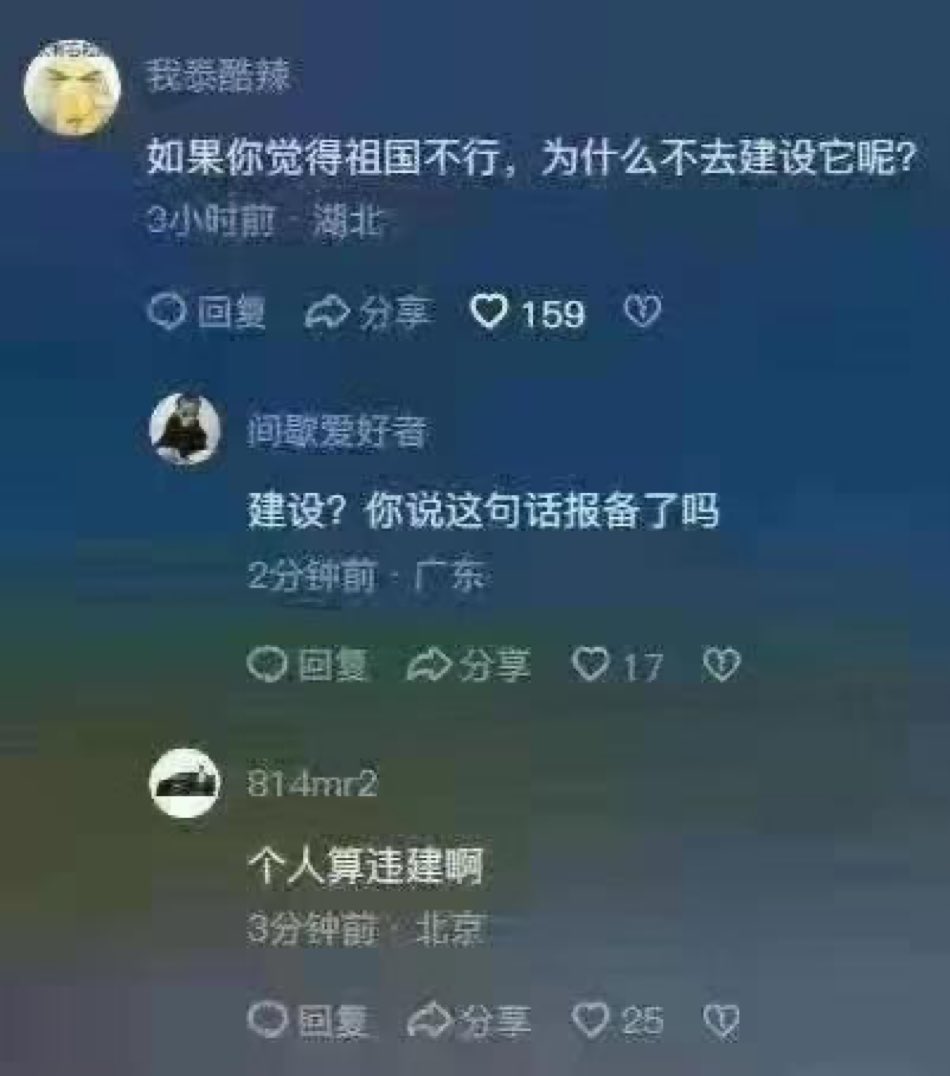 我泰酷辣
如果你觉得祖国不行，为什么不去建设它呢？
3小时前 · 湖北
回复 分享 159
间歇爱好者
建设？你说这句话报备了吗
2分钟前 · 广东
回复 分享 17
814mr2
个人算违建啊
3分钟前 · 北京
回复 分享 25